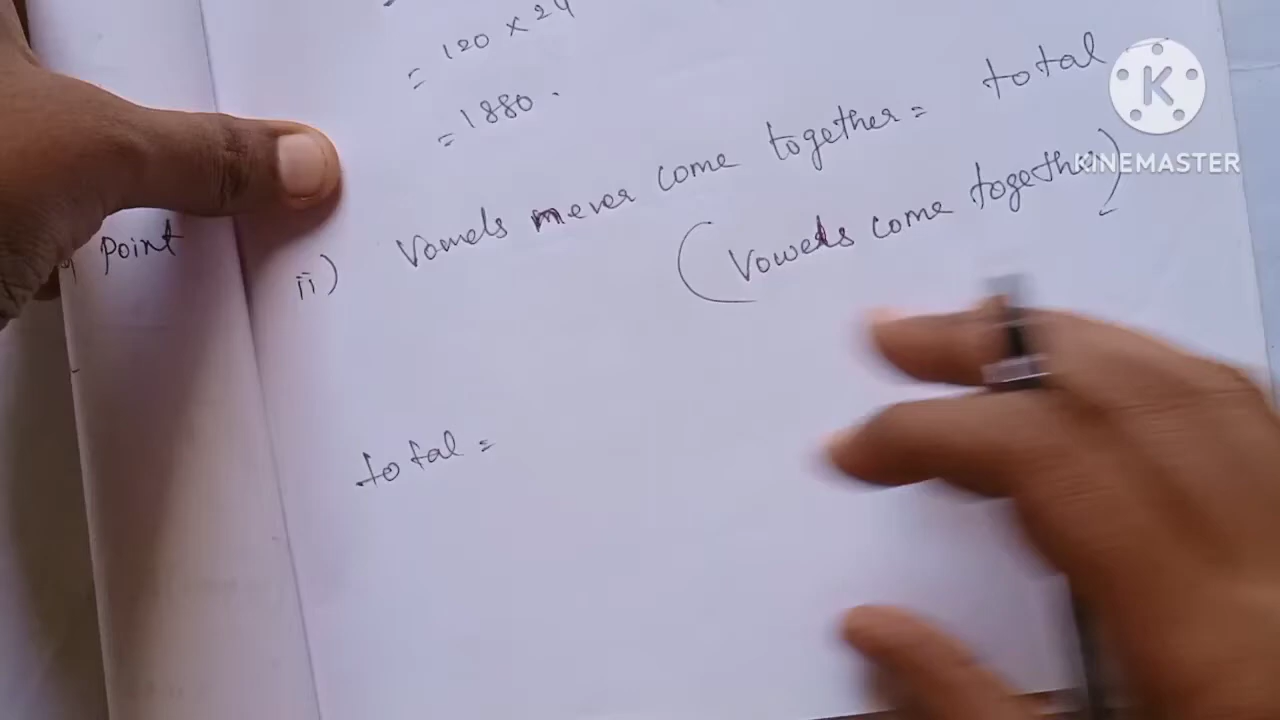 = 120 × 24
= 1880.
ii) Vowels never come together = total
(Vowels come together)
point
total =
KINEMASTER